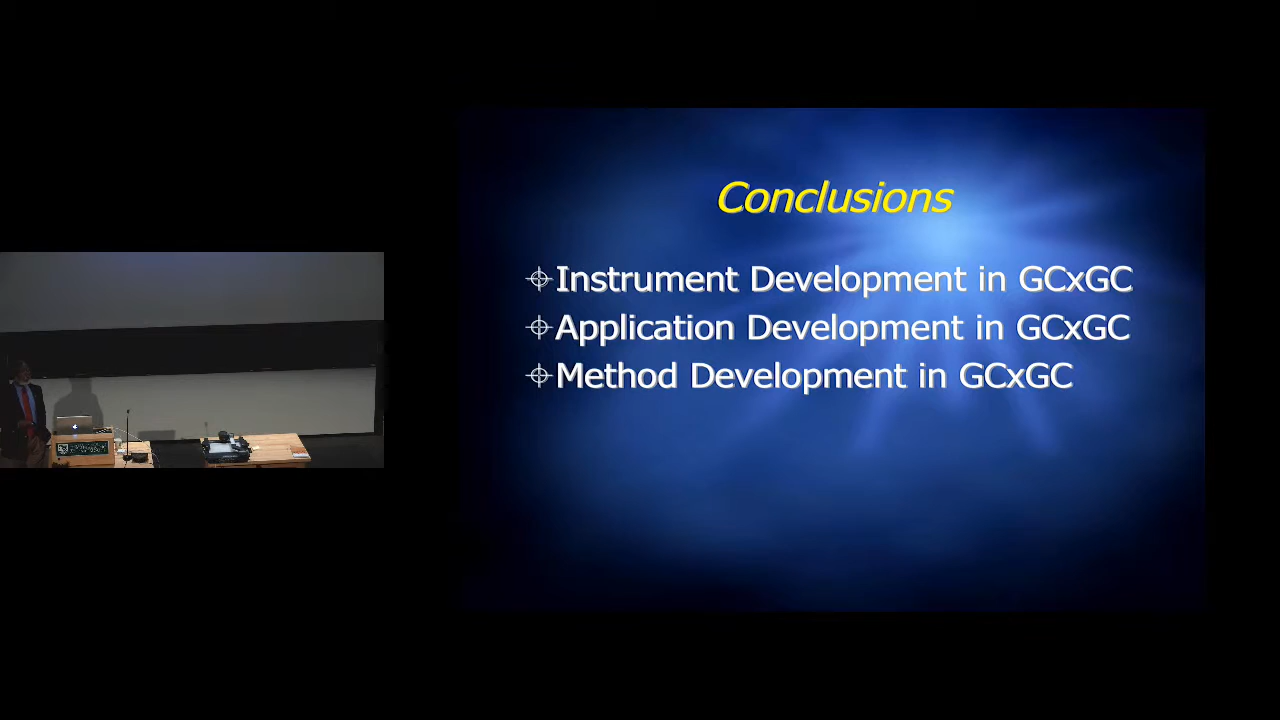 Conclusions
Instrument Development in GCxGC
Application Development in GCxGC
Method Development in GCxGC